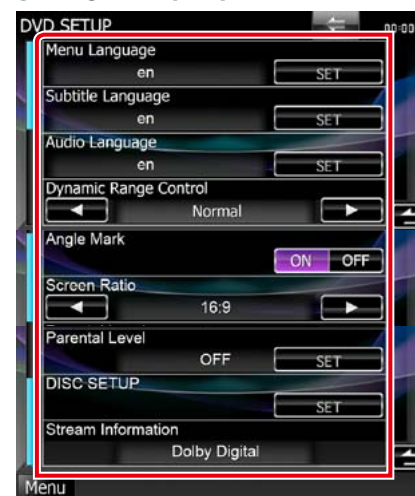 DVD SETUP
00:00
Menu Language
en SET
Subtitle Language
en SET
Audio Language
en SET
Dynamic Range Control
Normal
Angle Mark
ON OFF
Screen Ratio
16:9
Parental Level
OFF SET
DISC SETUP
SET
Stream Information
Dolby Digital
Menu